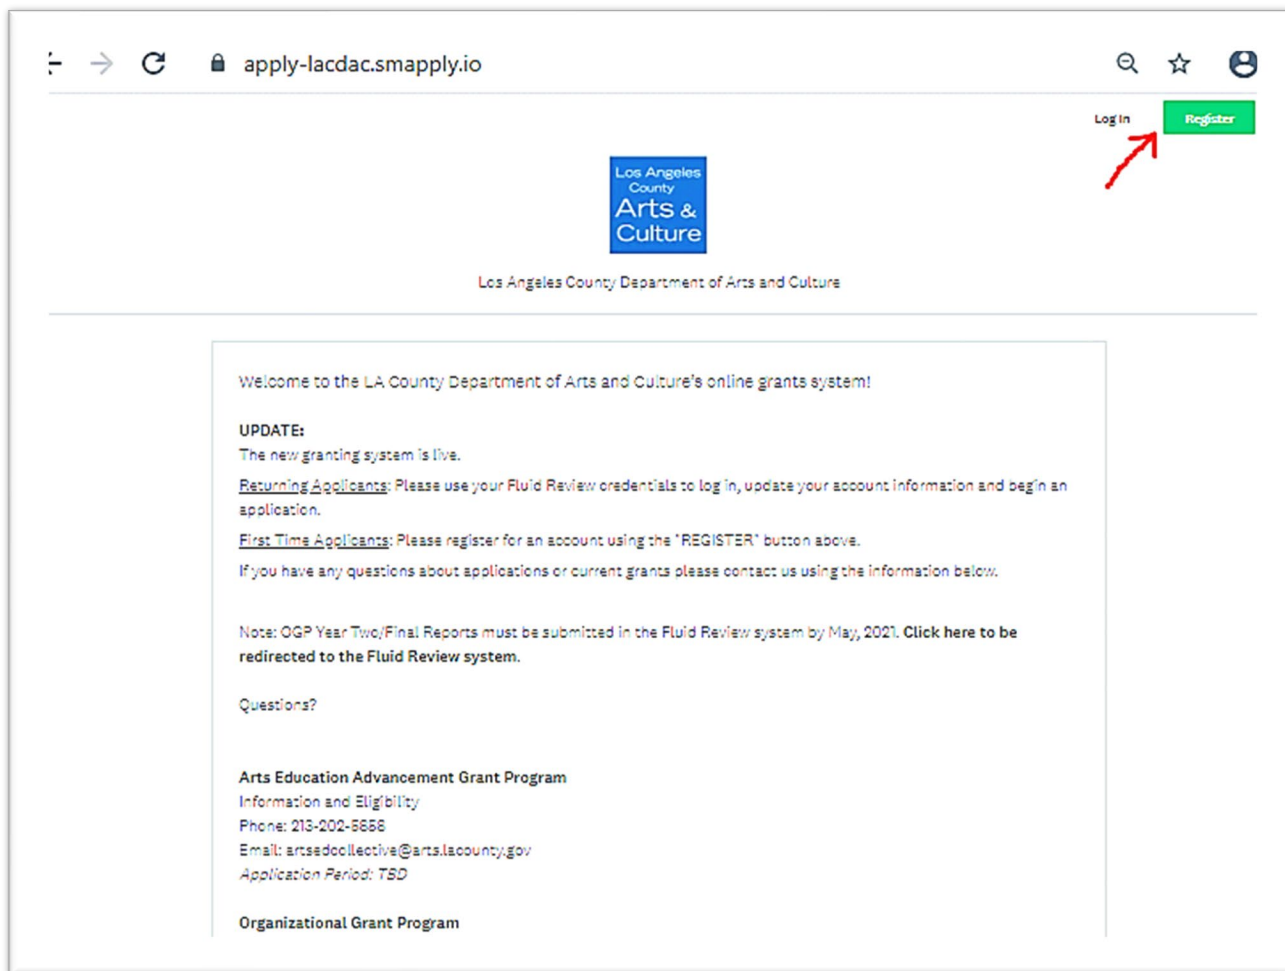 apply-lacdac.smapply.io
Log In
Register
Los Angeles
County
Arts &
Culture
Los Angeles County Department of Arts and Culture
Welcome to the LA County Department of Arts and Culture's online grants system!
UPDATE:
The new granting system is live.
Returning Applicants: Please use your Fluid Review credentials to log in, update your account information and begin an
application.
First Time Applicants: Please register for an account using the "REGISTER" button above.
If you have any questions about applications or current grants please contact us using the information below.
Note: OGP Year Two/Final Reports must be submitted in the Fluid Review system by May, 2021. Click here to be
redirected to the Fluid Review system.
Questions?
Arts Education Advancement Grant Program
Information and Eligibility
Phone: 213-202-5858
Email: artsedcollective@arts.lacounty.gov
Application Period: TBD
Organizational Grant Program